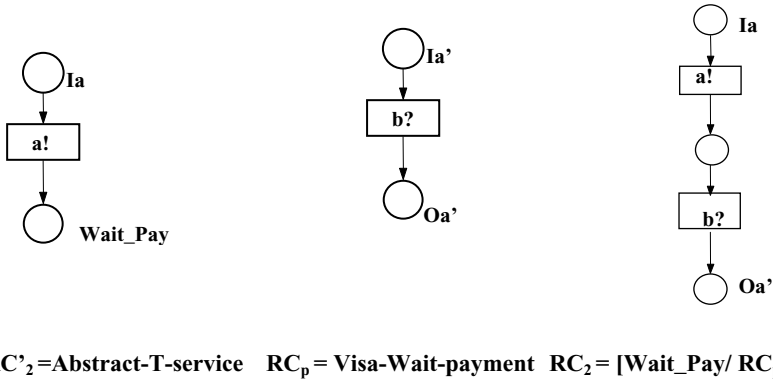 Ia
a!
Wait_Pay
Ia’
b?
Oa’
Ia
a!
b?
Oa’
C’2 =Abstract-T-service RCp = Visa-Wait-payment RC2 = [Wait_Pay/ RC